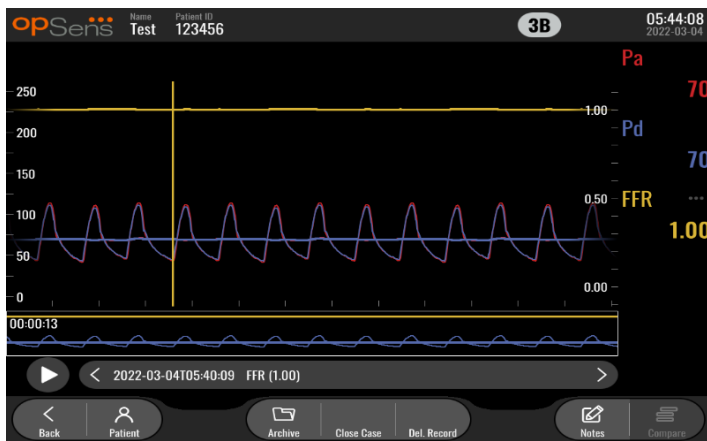 opSens
Name
Test
Patient ID
123456
3B
05:44:08
2022-03-04
Pa
70
Pd
70
FFR
---
1.00
250
200
150
100
50
0
1.00
0.50
0.00
00:00:13
2022-03-04T05:40:09 FFR (1.00)
Back
Patient
Archive
Close Case
Del. Record
Notes
Compare